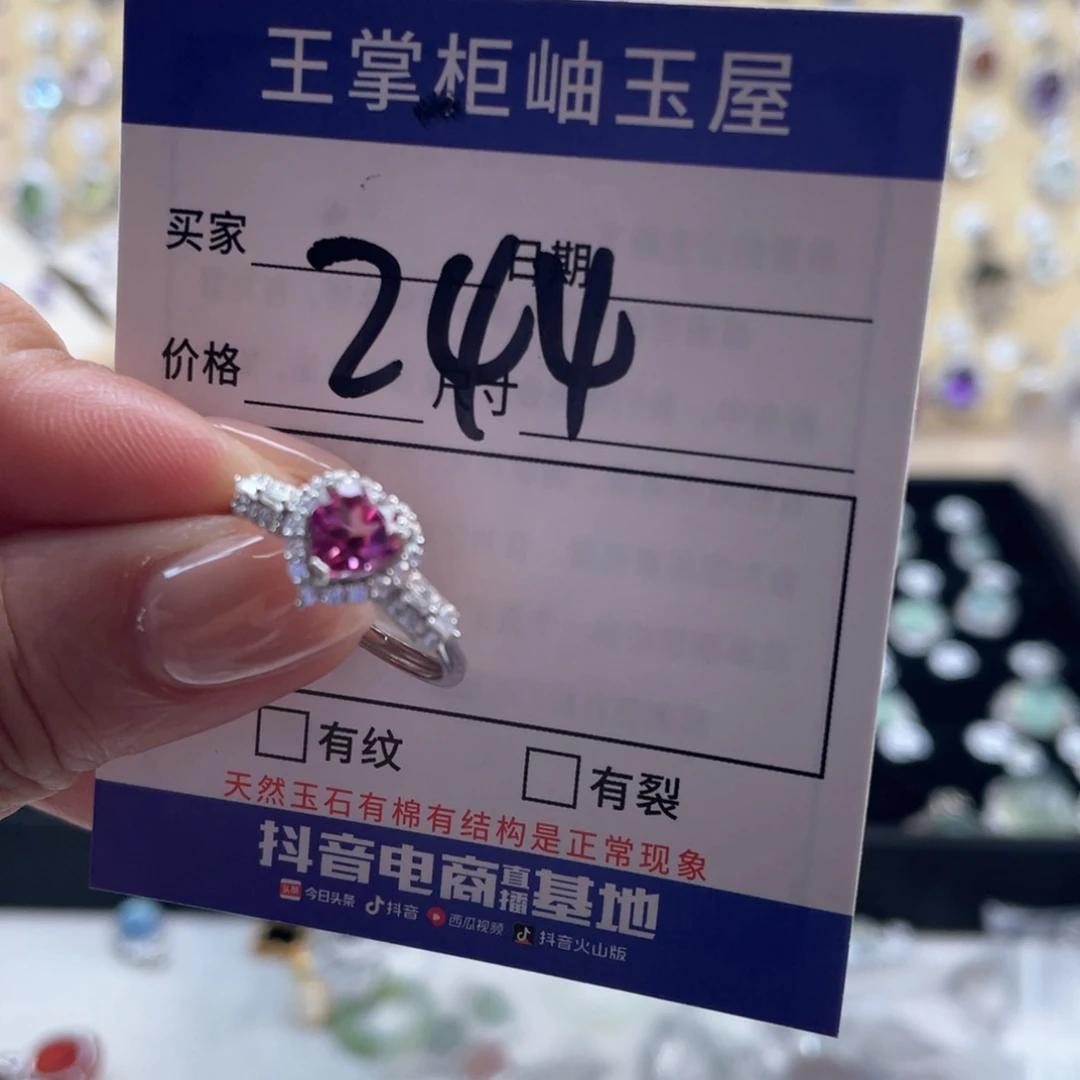 王掌柜岫玉屋
买家 日期
244
价格 尺寸
有纹 有裂
天然玉石有棉有结构是正常现象
抖音电商直播基地
头条 今日头条 抖音 西瓜视频 抖音火山版